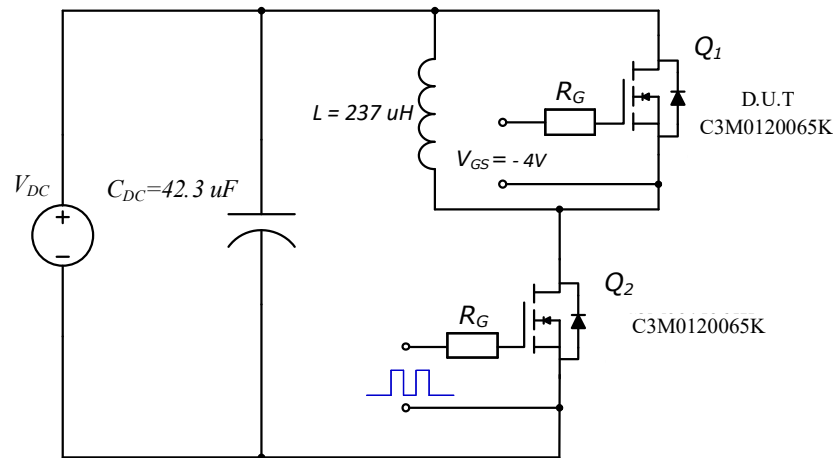 Q1
RG
D.U.T
C3M0120065K
L = 237 uH
VGS = - 4V
VDC
CDC=42.3 uF
+
−
Q2
RG
C3M0120065K